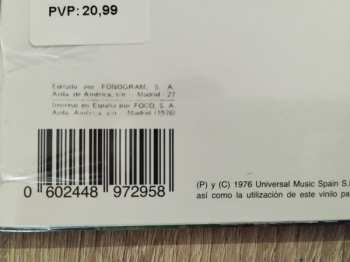 PVP: 20,99
Editado por FONOGRAM, S. A.
Avda. de América, s/n - Madrid - 27
Impreso en España por FOCO, S. A.
Avda. América, s/n - Madrid (1976)
0 602448 972958
(P) y (C) 1976 Universal Music Spain S.
así como la utilización de este vinilo pa